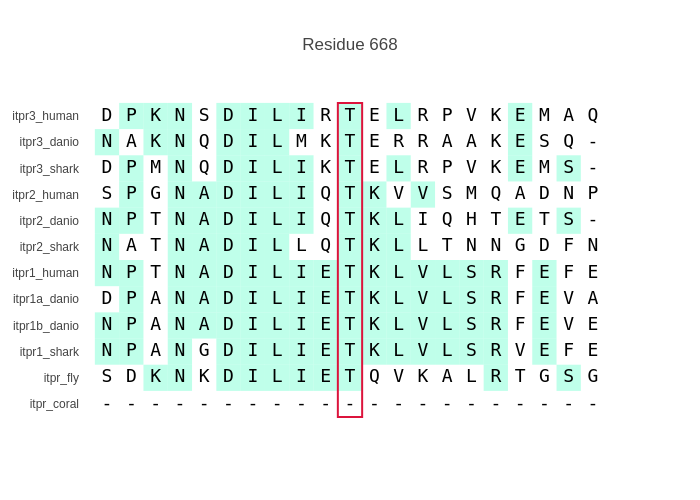 Residue 668
itpr3_human D P K N S D I L I R T E L R P V K E M A Q
itpr3_danio N A K N Q D I L M K T E R R A A K E S Q -
itpr3_shark D P M N Q D I L I K T E L R P V K E M S -
itpr2_human S P G N A D I L I Q T K V V S M Q A D N P
itpr2_danio N P T N A D I L I Q T K L I Q H T E T S -
itpr2_shark N A T N A D I L L Q T K L L T N N G D F N
itpr1_human N P T N A D I L I E T K L V L S R F E F E
itpr1a_danio D P A N A D I L I E T K L V L S R F E V A
itpr1b_danio N P A N A D I L I E T K L V L S R F E V E
itpr1_shark N P A N G D I L I E T K L V L S R V E F E
itpr_fly S D K N K D I L I E T Q V K A L R T G S G
itpr_coral - - - - - - - - - - - - - - - - - - - - -